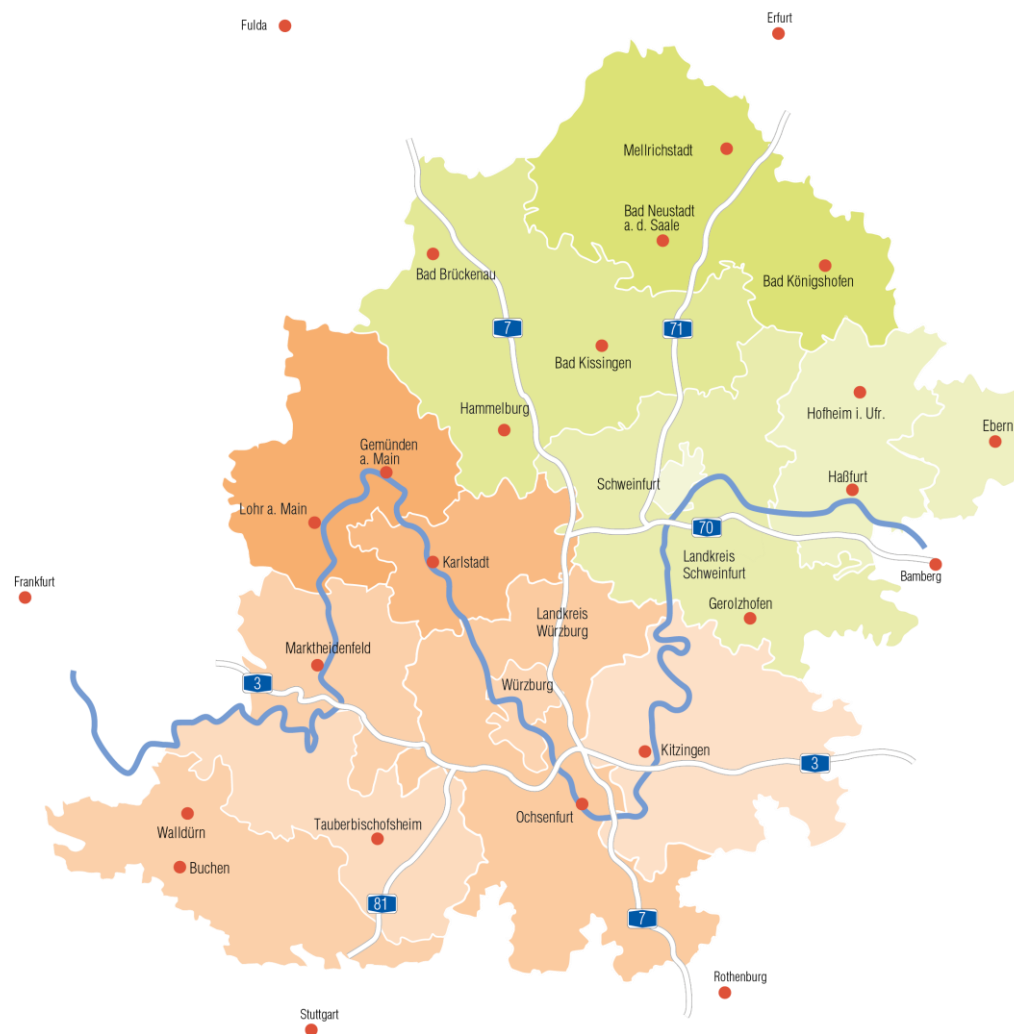 Fulda
Erfurt
Mellrichstadt
Bad Neustadt
a. d. Saale
Bad Brückenau
Bad Königshofen
7
71
Bad Kissingen
Hammelburg
Hofheim i. Ufr.
Ebern
Gemünden
a. Main
Schweinfurt
Haßfurt
Lohr a. Main
70
Karlstadt
Landkreis
Schweinfurt
Bamberg
Frankfurt
Gerolzhofen
Landkreis
Würzburg
Marktheidenfeld
3
Würzburg
Kitzingen
3
Ochsenfurt
Walldürn
Tauberbischofsheim
Buchen
81
7
Rothenburg
Stuttgart